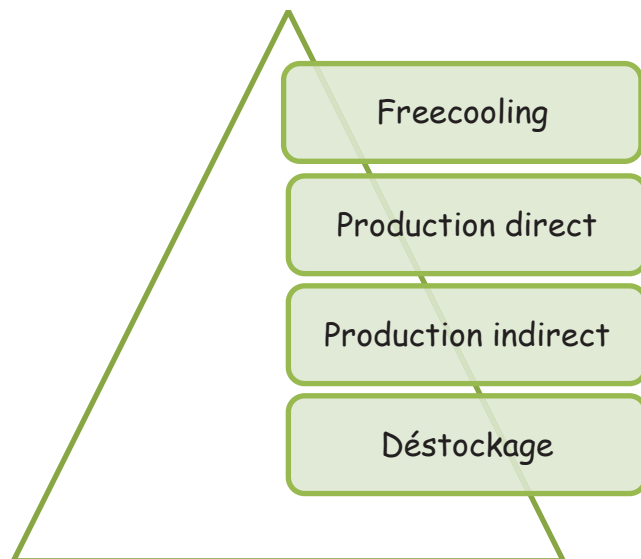 Freecooling
Production direct
Production indirect
Déstockage